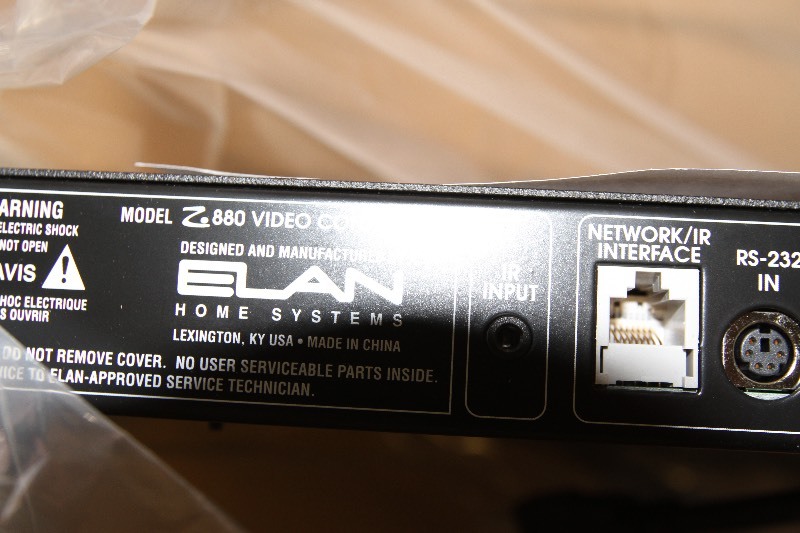 ARNING
ELECTRIC SHOCK
NOT OPEN
AVIS
HOC ELECTRIQUE
S OUVRIR
MODEL Z 880 VIDEO CO
DESIGNED AND MANUFACTURE
ELAN
HOME SYSTEMS
LEXINGTON, KY USA • MADE IN CHINA
DO NOT REMOVE COVER. NO USER SERVICEABLE PARTS INSIDE.
VICE TO ELAN-APPROVED SERVICE TECHNICIAN.
IR
INPUT
NETWORK/IR
INTERFACE
RS-232
IN